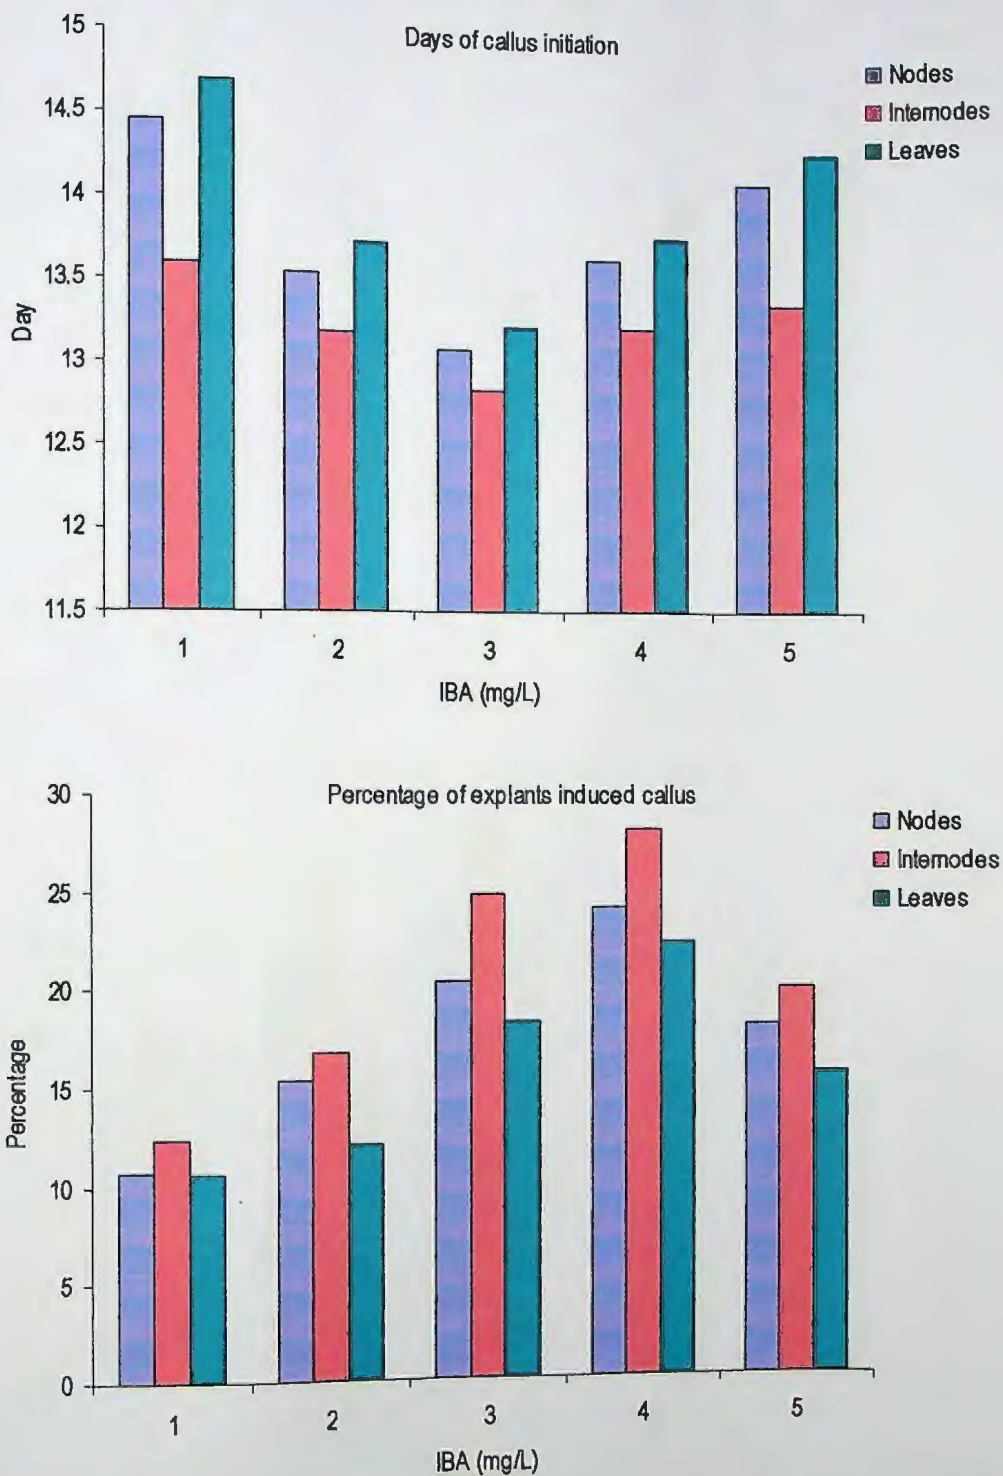 Days of callus initiation
15
14.5
14
13.5
13
12.5
12
11.5
Day
1 2 3 4 5
IBA (mg/L)
Nodes
Internodes
Leaves
Percentage of explants induced callus
30
25
20
15
10
5
0
Percentage
1 2 3 4 5
IBA (mg/L)
Nodes
Internodes
Leaves